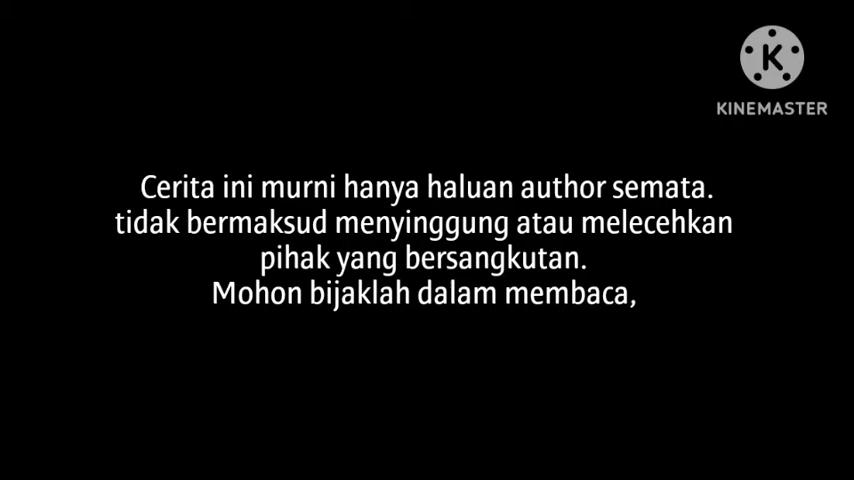 KINEMASTER
Cerita ini murni hanya haluan author semata.
tidak bermaksud menyinggung atau melecehkan
pihak yang bersangkutan.
Mohon bijaklah dalam membaca,